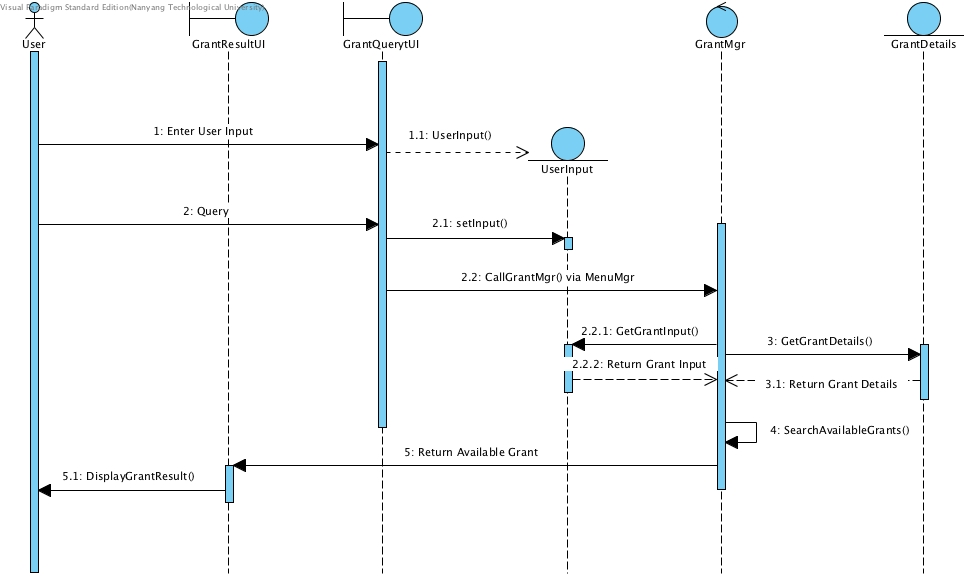 Visual Paradigm Standard Edition(Nanyang Technological University)
User
GrantResultUI
GrantQuerytUI
GrantMgr
GrantDetails
1: Enter User Input
1.1: UserInput()
UserInput
2: Query
2.1: setInput()
2.2: CallGrantMgr() via MenuMgr
2.2.1: GetGrantInput()
3: GetGrantDetails()
2.2.2: Return Grant Input
3.1: Return Grant Details
4: SearchAvailableGrants()
5: Return Available Grant
5.1: DisplayGrantResult()